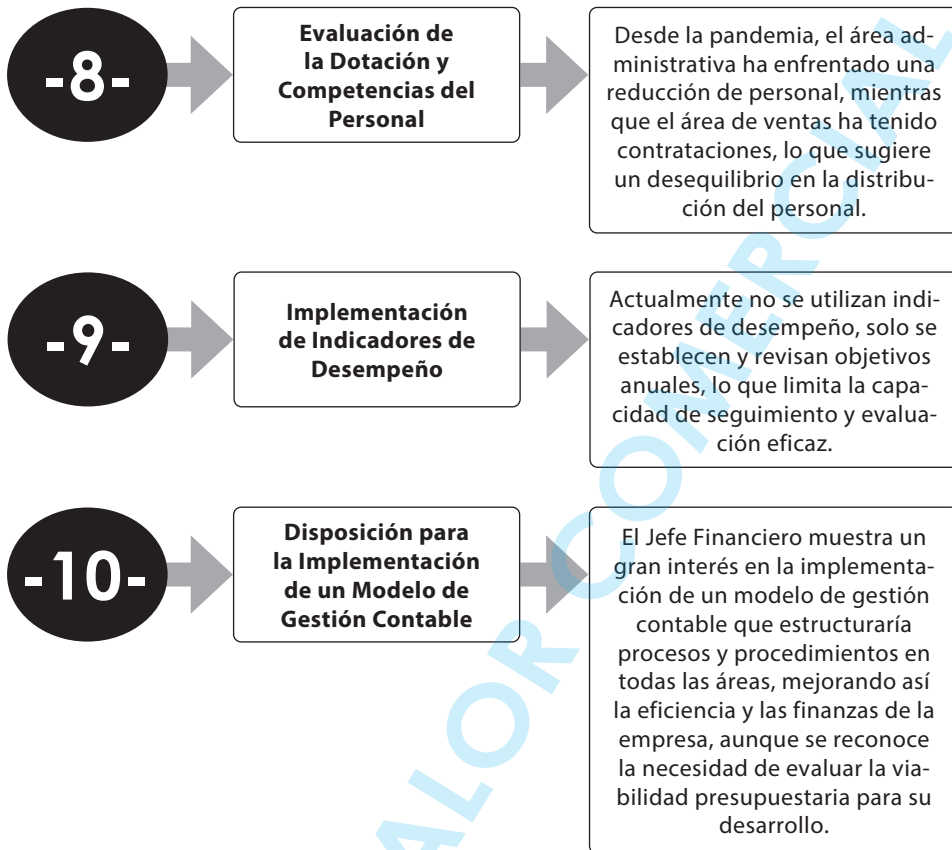 -8-
Evaluación de
la Dotación y
Competencias del
Personal
Desde la pandemia, el área ad-
ministrativa ha enfrentado una
reducción de personal, mientras
que el área de ventas ha tenido
contrataciones, lo que sugiere
un desequilibrio en la distribu-
ción del personal.
-9-
Implementación
de Indicadores de
Desempeño
Actualmente no se utilizan indi-
cadores de desempeño, solo se
establecen y revisan objetivos
anuales, lo que limita la capa-
cidad de seguimiento y evalua-
ción eficaz.
-10-
Disposición para
la Implementación
de un Modelo de
Gestión Contable
El Jefe Financiero muestra un
gran interés en la implementa-
ción de un modelo de gestión
contable que estructuraría
procesos y procedimientos en
todas las áreas, mejorando así
la eficiencia y las finanzas de la
empresa, aunque se reconoce
la necesidad de evaluar la via-
bilidad presupuestaria para su
desarrollo.
ALOR COMERCIAL